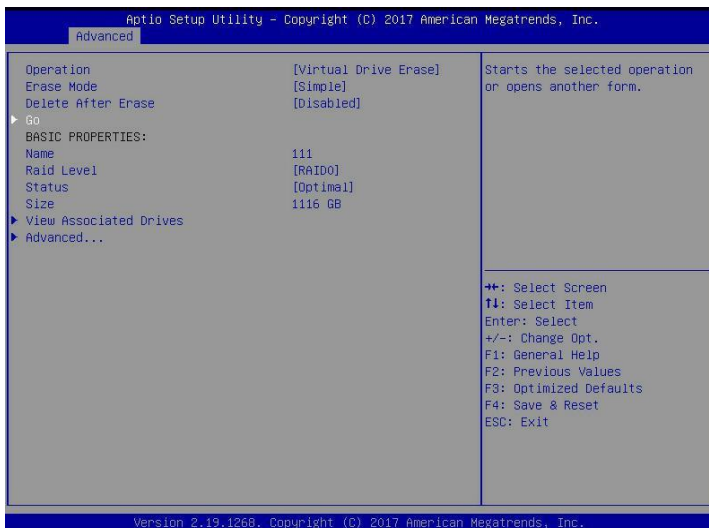 Aptio Setup Utility – Copyright (C) 2017 American Megatrends, Inc.
Advanced
Operation [Virtual Drive Erase]
Erase Mode [Simple]
Delete After Erase [Disabled]
▶ Go
BASIC PROPERTIES:
Name 111
Raid Level [RAID0]
Status [Optimal]
Size 1116 GB
▶ View Associated Drives
▶ Advanced...
Starts the selected operation
or opens another form.
→←: Select Screen
↑↓: Select Item
Enter: Select
+/-: Change Opt.
F1: General Help
F2: Previous Values
F3: Optimized Defaults
F4: Save & Reset
ESC: Exit
Version 2.19.1268. Copyright (C) 2017 American Megatrends, Inc.